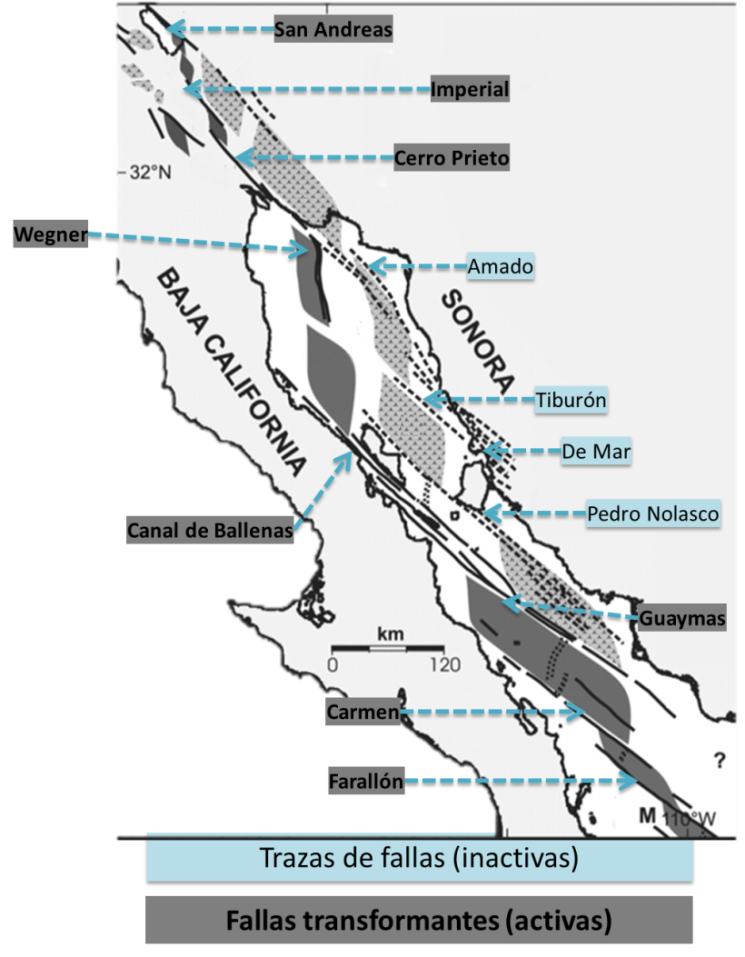 San Andreas
Imperial
Cerro Prieto
32°N
Wegner
Amado
BAJA CALIFORNIA
SONORA
Tiburón
De Mar
Canal de Ballenas
Pedro Nolasco
Guaymas
km
0 120
Carmen
?
Farallón
M 110°W
Trazas de fallas (inactivas)
Fallas transformantes (activas)